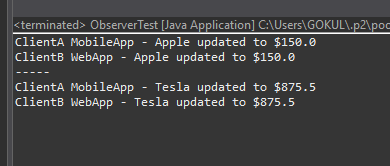 <terminated> ObserverTest [Java Application] C:\Users\GOKUL\.p2\poo
ClientA MobileApp - Apple updated to $150.0
ClientB WebApp - Apple updated to $150.0
-----
ClientA MobileApp - Tesla updated to $875.5
ClientB WebApp - Tesla updated to $875.5